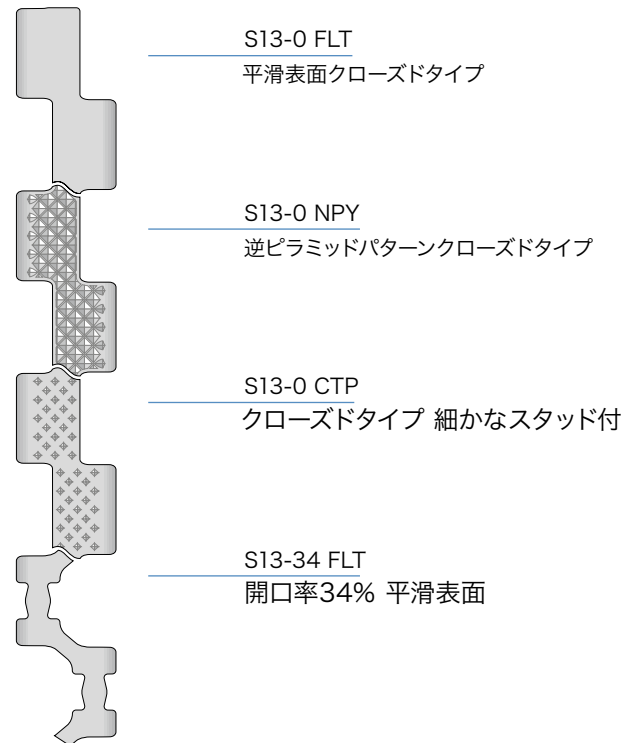 S13-0 FLT
平滑表面クローズドタイプ
S13-0 NPY
逆ピラミッドパターンクローズドタイプ
S13-0 CTP
クローズドタイプ 細かなスタッド付
S13-34 FLT
開口率34% 平滑表面